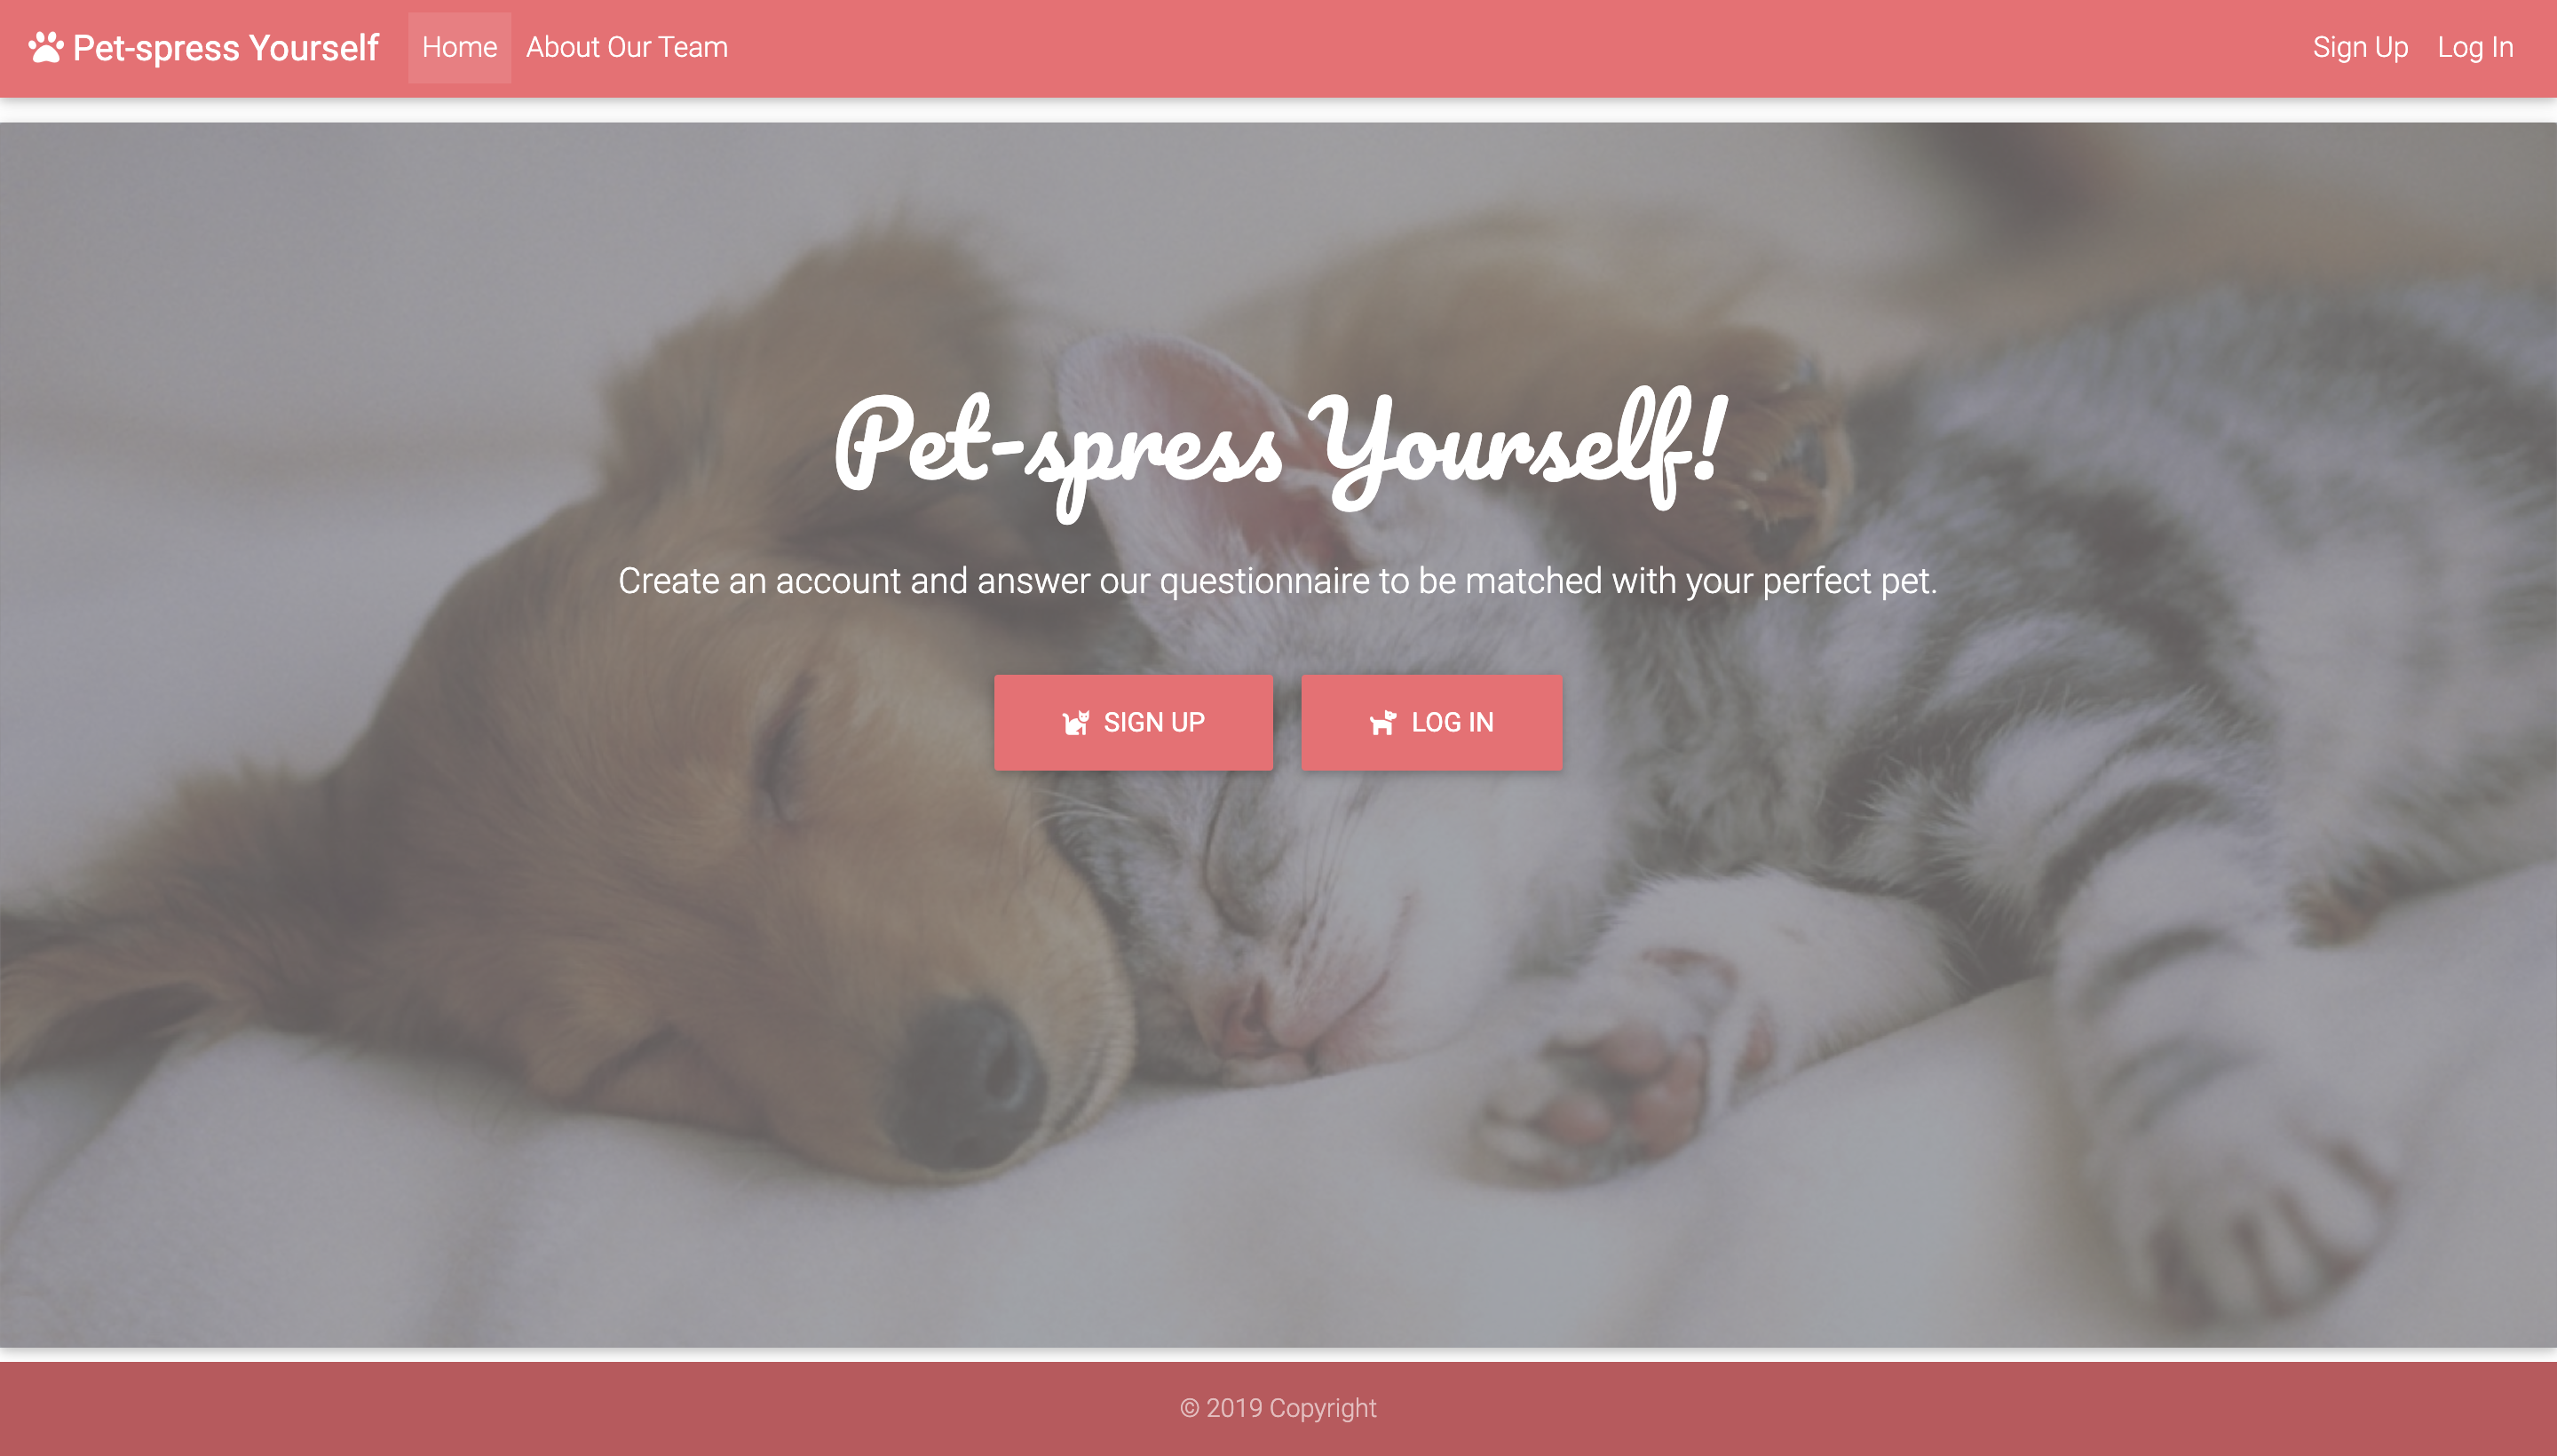 Pet-spress Yourself Home About Our Team Sign Up Log In
Pet-spress Yourself!
Create an account and answer our questionnaire to be matched with your perfect pet.
SIGN UP LOG IN
© 2019 Copyright